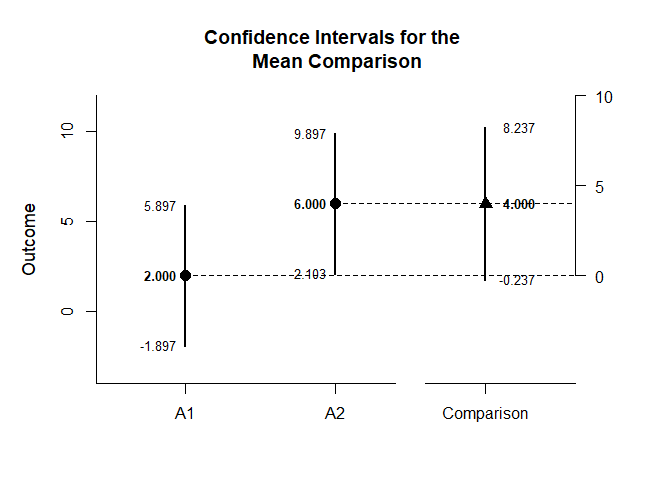 Confidence Intervals for the
Mean Comparison
Outcome
10
5
0
10
5
0
9.897
8.237
5.897
6.000
4.000
2.000
2.103
-0.237
-1.897
A1
A2
Comparison